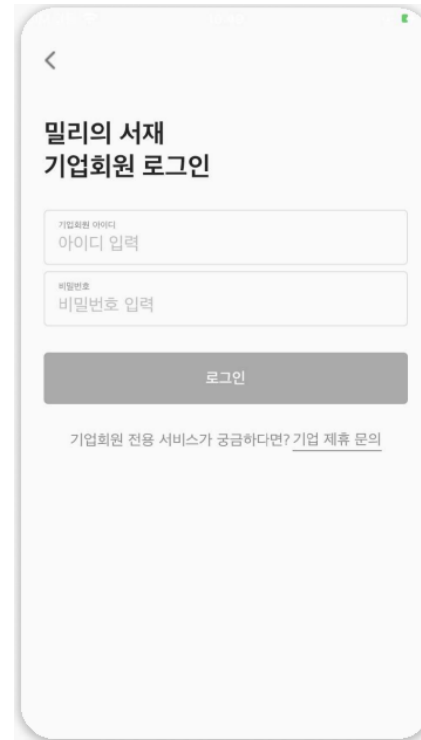 밀리의 서재
기업회원 로그인
기업회원 아이디
아이디 입력
비밀번호
비밀번호 입력
로그인
기업회원 전용 서비스가 궁금하다면? 기업 제휴 문의